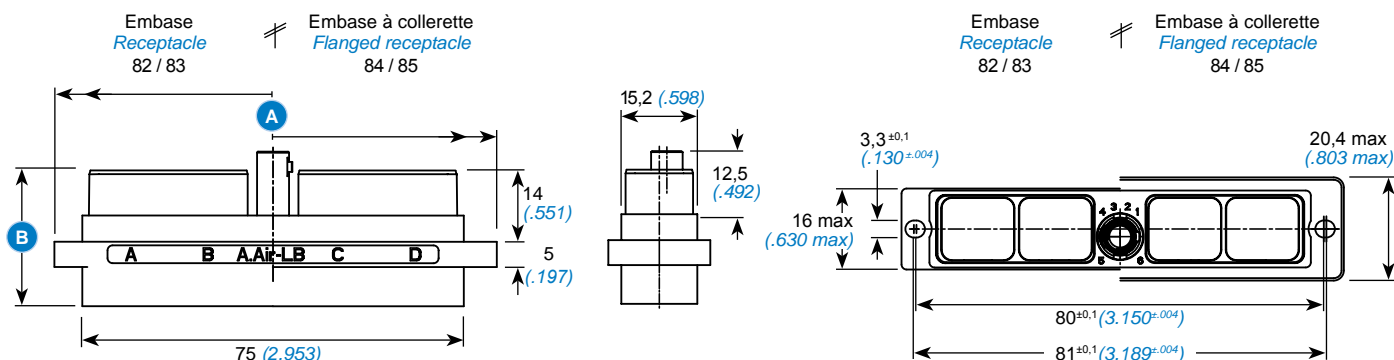 Embase
Receptacle
82 / 83
Embase à collerette
Flanged receptacle
84 / 85
A
B
14
(.551)
5
(.197)
A B A.Air-LB C D
75 (2.953)
15,2 (.598)
12,5
(.492)
Embase
Receptacle
82 / 83
Embase à collerette
Flanged receptacle
84 / 85
3,3±0,1
(.130±.004)
16 max
(.630 max)
20,4 max
(.803 max)
4 3 2 1
5 6
80±0,1(3.150±.004)
81±0,1(3.189±.004)